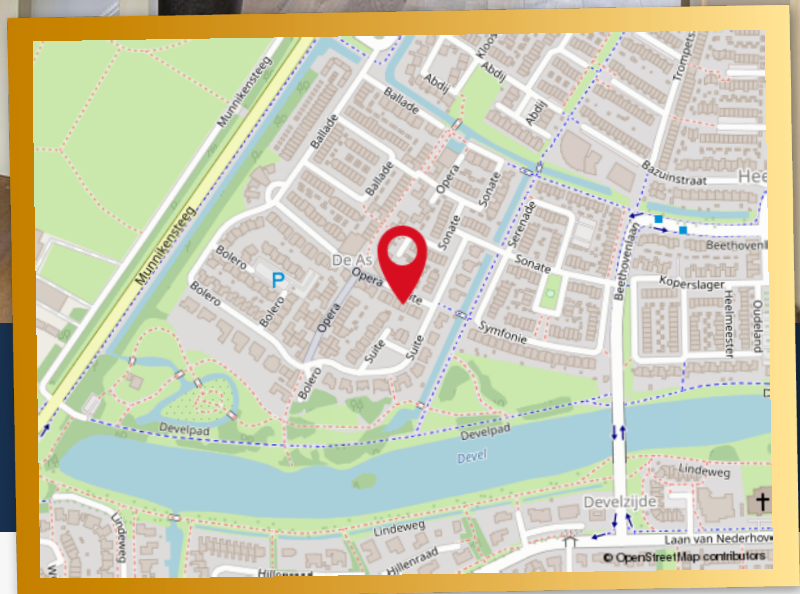 Munnikensteeg
Kloos
Abdij
Abdij
Abdij
Trompets
Ballade
Ballade
Ballade
Opera
Sonate
Bazuinstraat
Hee
Sonate
Serenade
Beethovenlaan
Beethovenl
Munnikensteeg
De As
Bolero
P
Opera
Sonate
Koperslager
Bolero
Bolero
Opera
Symfonie
Heelmeester
Oudeland
Suite
Suite
Bolero
Develpad
Develpad
Devel
Lindeweg
Develzijde
Lindeweg
Lindeweg
Laan van Nederhov
Hillenraad
Hillenraad
© OpenStreetMap contributors